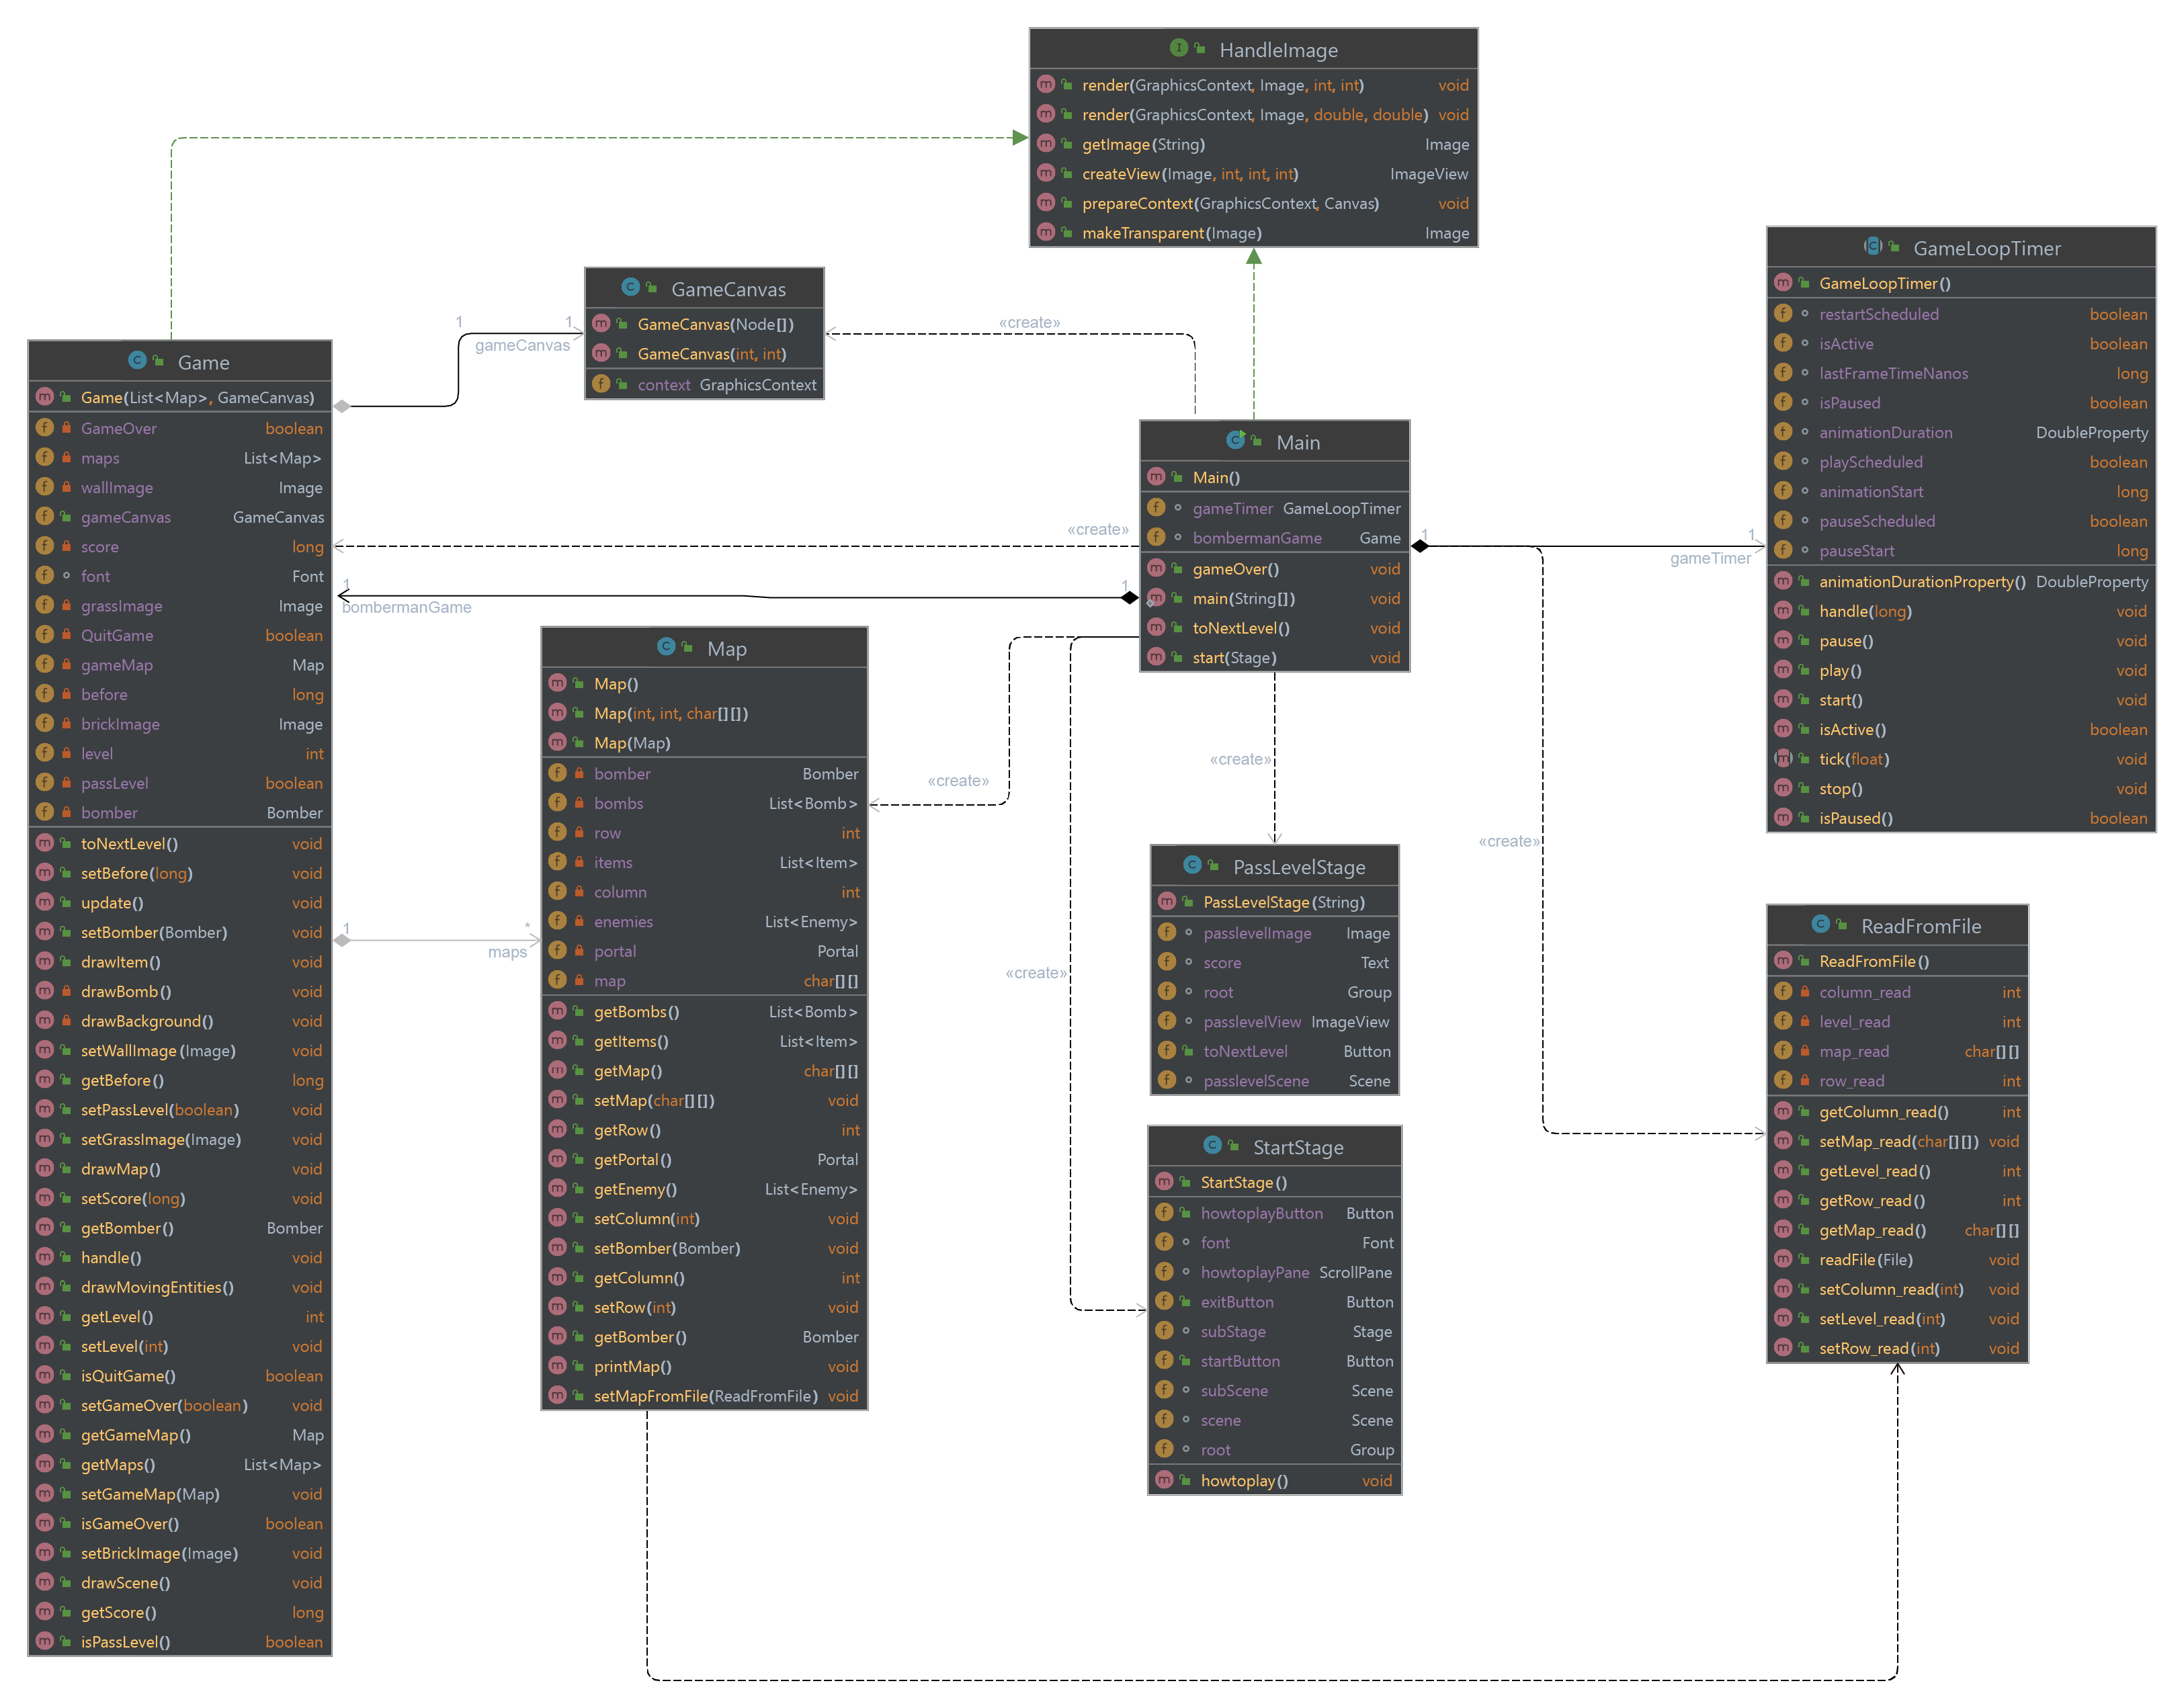 HandleImage
render(GraphicsContext, Image, int, int) void
render(GraphicsContext, Image, double, double) void
getImage(String) Image
createView(Image, int, int, int) ImageView
prepareContext(GraphicsContext, Canvas) void
makeTransparent(Image) Image
GameLoopTimer
GameLoopTimer()
restartScheduled boolean
isActive boolean
lastFrameTimeNanos long
isPaused boolean
animationDuration DoubleProperty
playScheduled boolean
animationStart long
pauseScheduled boolean
pauseStart long
animationDurationProperty() DoubleProperty
handle(long) void
pause() void
play() void
start() void
isActive() boolean
tick(float) void
stop() void
isPaused() boolean
GameCanvas
GameCanvas(Node[])
GameCanvas(int, int)
context GraphicsContext
1
1
gameCanvas
«create»
Game
Game(List<Map>, GameCanvas)
GameOver boolean
maps List<Map>
wallImage Image
gameCanvas GameCanvas
score long
font Font
grassImage Image
QuitGame boolean
gameMap Map
before long
brickImage Image
level int
passLevel boolean
bomber Bomber
toNextLevel() void
setBefore(long) void
update() void
setBomber(Bomber) void
drawItem() void
drawBomb() void
drawBackground() void
setWallImage(Image) void
getBefore() long
setPassLevel(boolean) void
setGrassImage(Image) void
drawMap() void
setScore(long) void
getBomber() Bomber
handle() void
drawMovingEntities() void
getLevel() int
setLevel(int) void
isQuitGame() boolean
setGameOver(boolean) void
getGameMap() Map
getMaps() List<Map>
setGameMap(Map) void
isGameOver() boolean
setBrickImage(Image) void
drawScene() void
getScore() long
isPassLevel() boolean
Main
Main()
gameTimer GameLoopTimer
bombermanGame Game
gameOver() void
main(String[]) void
toNextLevel() void
start(Stage) void
«create»
1
1
gameTimer
1
1
bombermanGame
Map
Map()
Map(int, int, char[][])
Map(Map)
bomber Bomber
bombs List<Bomb>
row int
items List<Item>
column int
enemies List<Enemy>
portal Portal
map char[][]
getBombs() List<Bomb>
getItems() List<Item>
getMap() char[][]
setMap(char[][]) void
getRow() int
getPortal() Portal
getEnemy() List<Enemy>
setColumn(int) void
setBomber(Bomber) void
getColumn() int
setRow(int) void
getBomber() Bomber
printMap() void
setMapFromFile(ReadFromFile) void
«create»
«create»
«create»
1
*
maps
«create»
PassLevelStage
PassLevelStage(String)
passlevelImage Image
score Text
root Group
passlevelView ImageView
toNextLevel Button
passlevelScene Scene
StartStage
StartStage()
howtoplayButton Button
font Font
howtoplayPane ScrollPane
exitButton Button
subStage Stage
startButton Button
subScene Scene
scene Scene
root Group
howtoplay() void
ReadFromFile
ReadFromFile()
column_read int
level_read int
map_read char[][]
row_read int
getColumn_read() int
setMap_read(char[][]) void
getLevel_read() int
getRow_read() int
getMap_read() char[][]
readFile(File) void
setColumn_read(int) void
setLevel_read(int) void
setRow_read(int) void